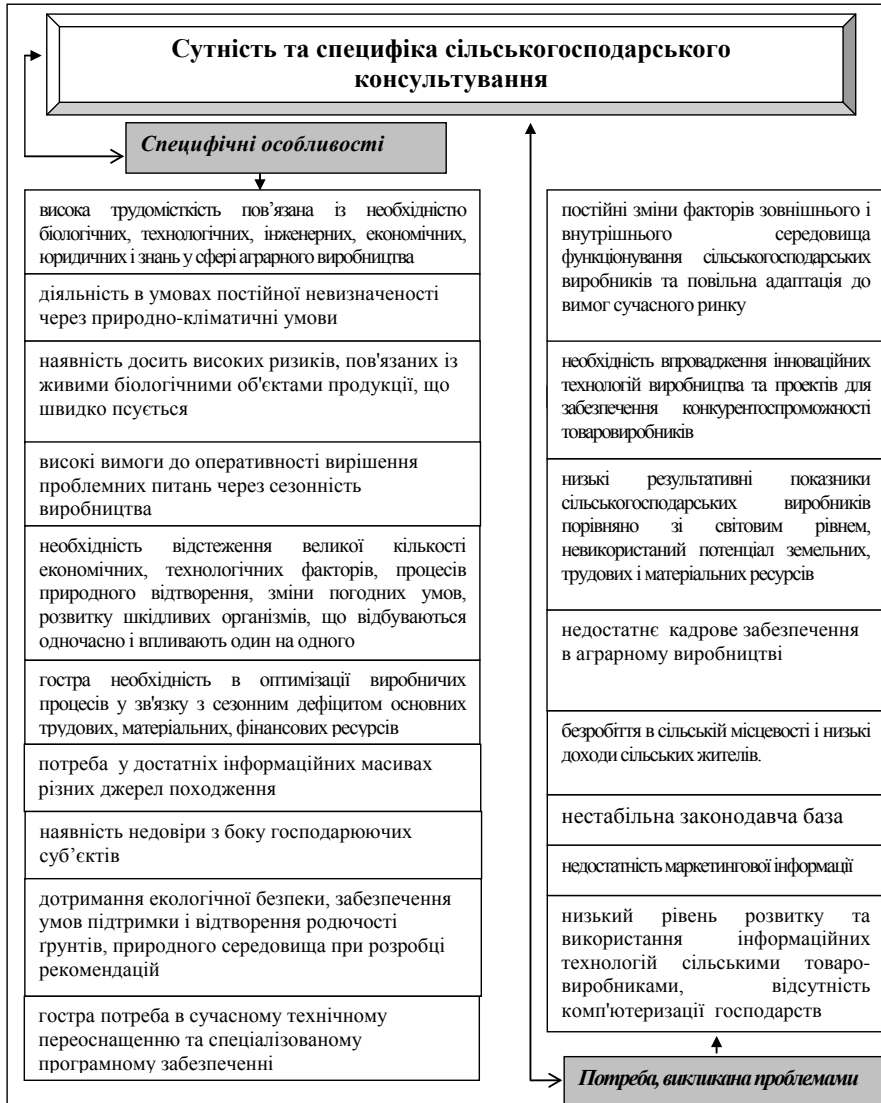 Сутність та специфіка сільськогосподарського
консультування
Специфічні особливості
висока трудомісткість пов’язана із необхідністю
біологічних, технологічних, інженерних, економічних,
юридичних і знань у сфері аграрного виробництва
діяльність в умовах постійної невизначеності
через природно-кліматичні умови
наявність досить високих ризиків, пов'язаних із
живими біологічними об'єктами продукції, що
швидко псується
високі вимоги до оперативності вирішення
проблемних питань через сезонність
виробництва
необхідність відстеження великої кількості
економічних, технологічних факторів, процесів
природного відтворення, зміни погодних умов,
розвитку шкідливих організмів, що відбуваються
одночасно і впливають один на одного
гостра необхідність в оптимізації виробничих
процесів у зв'язку з сезонним дефіцитом основних
трудових, матеріальних, фінансових ресурсів
потреба у достатніх інформаційних масивах
різних джерел походження
наявність недовіри з боку господарюючих
суб’єктів
дотримання екологічної безпеки, забезпечення
умов підтримки і відтворення родючості
ґрунтів, природного середовища при розробці
рекомендацій
гостра потреба в сучасному технічному
переоснащенню та спеціалізованому
програмному забезпеченні
постійні зміни факторів зовнішнього і
внутрішнього середовища
функціонування сільськогосподарських
виробників та повільна адаптація до
вимог сучасного ринку
необхідність впровадження інноваційних
технологій виробництва та проектів для
забезпечення конкурентоспроможності
товаровиробників
низькі результативні показники
сільськогосподарських виробників
порівняно зі світовим рівнем,
невикористаний потенціал земельних,
трудових і матеріальних ресурсів
недостатнє кадрове забезпечення
в аграрному виробництві
безробіття в сільській місцевості і низькі
доходи сільських жителів.
нестабільна законодавча база
недостатність маркетингової інформації
низький рівень розвитку та
використання інформаційних
технологій сільськими товаро-
виробниками, відсутність
комп'ютеризації господарств
Потреба, викликана проблемами